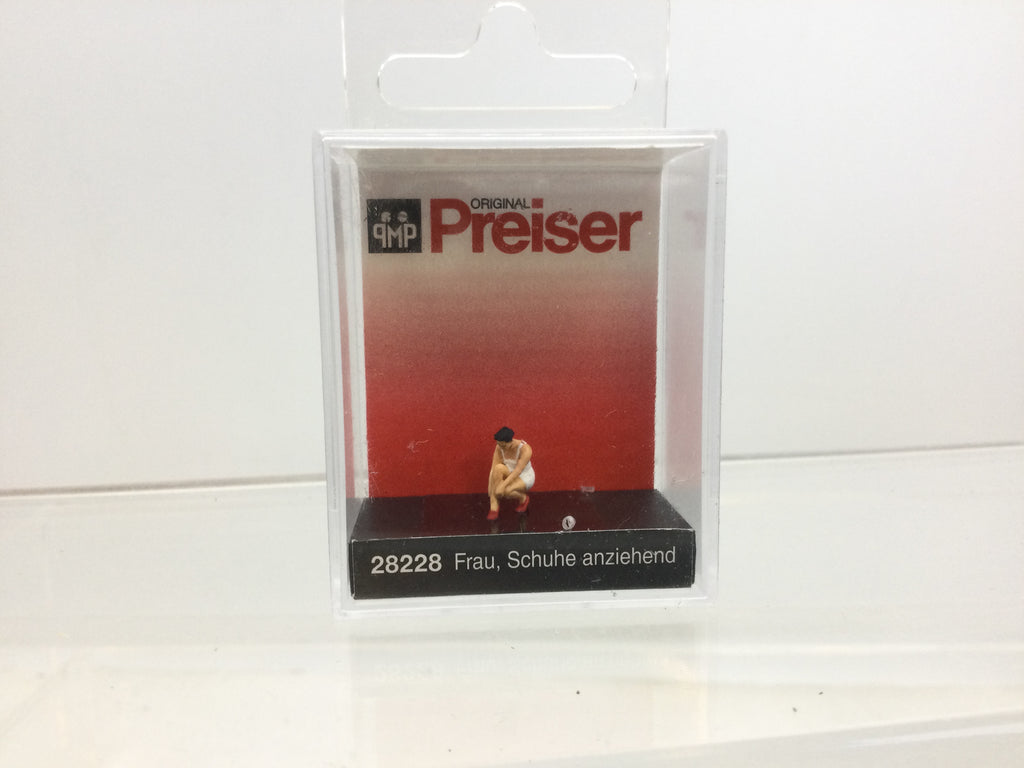 PMP
ORIGINAL
Preiser
28228 Frau, Schuhe anziehend